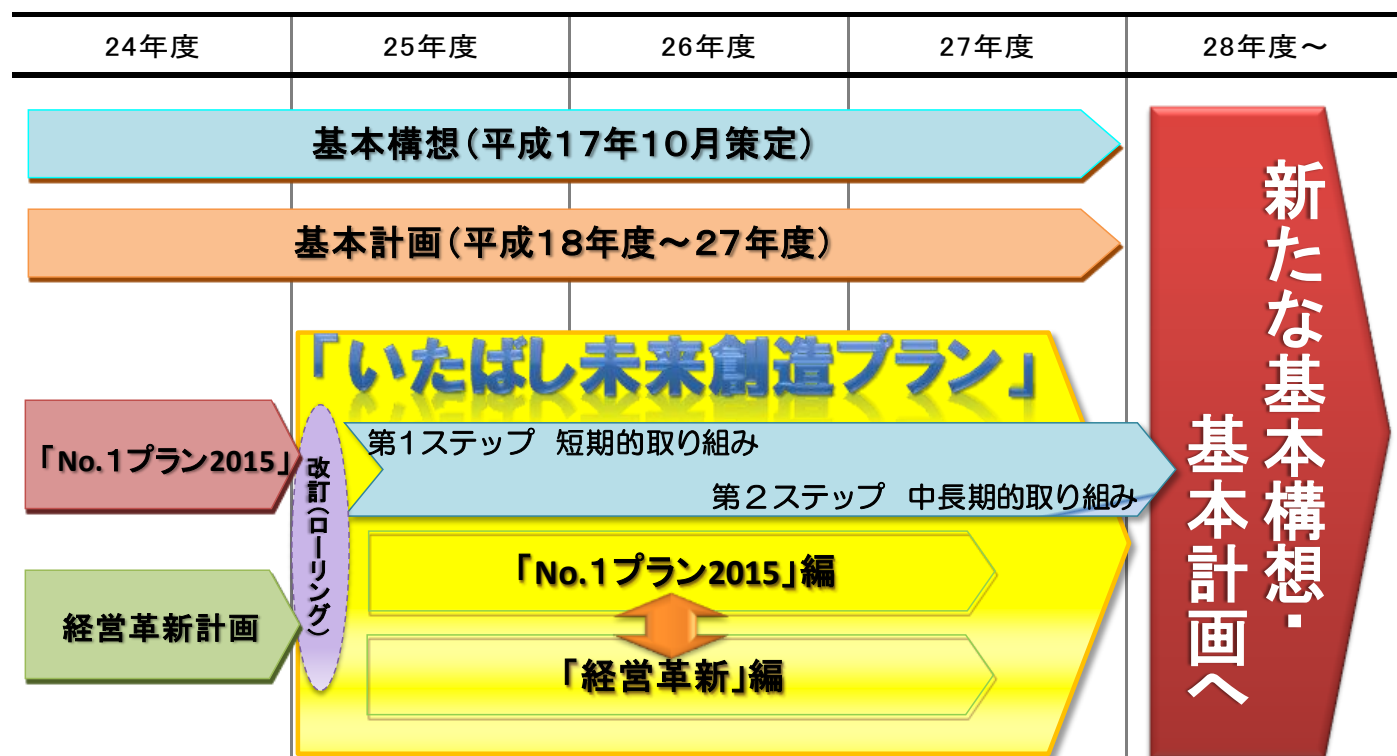 24年度
25年度
26年度
27年度
28年度～
基本構想(平成１７年１０月策定)
基本計画(平成１８年度～２７年度)
「いたばし未来創造プラン」
「No.1プラン2015」
経営革新計画
改訂(ローリング)
第１ステップ　短期的取り組み
第２ステップ　中長期的取り組み
「No.1プラン2015」編
「経営革新」編
新たな基本構想・
基本計画へ